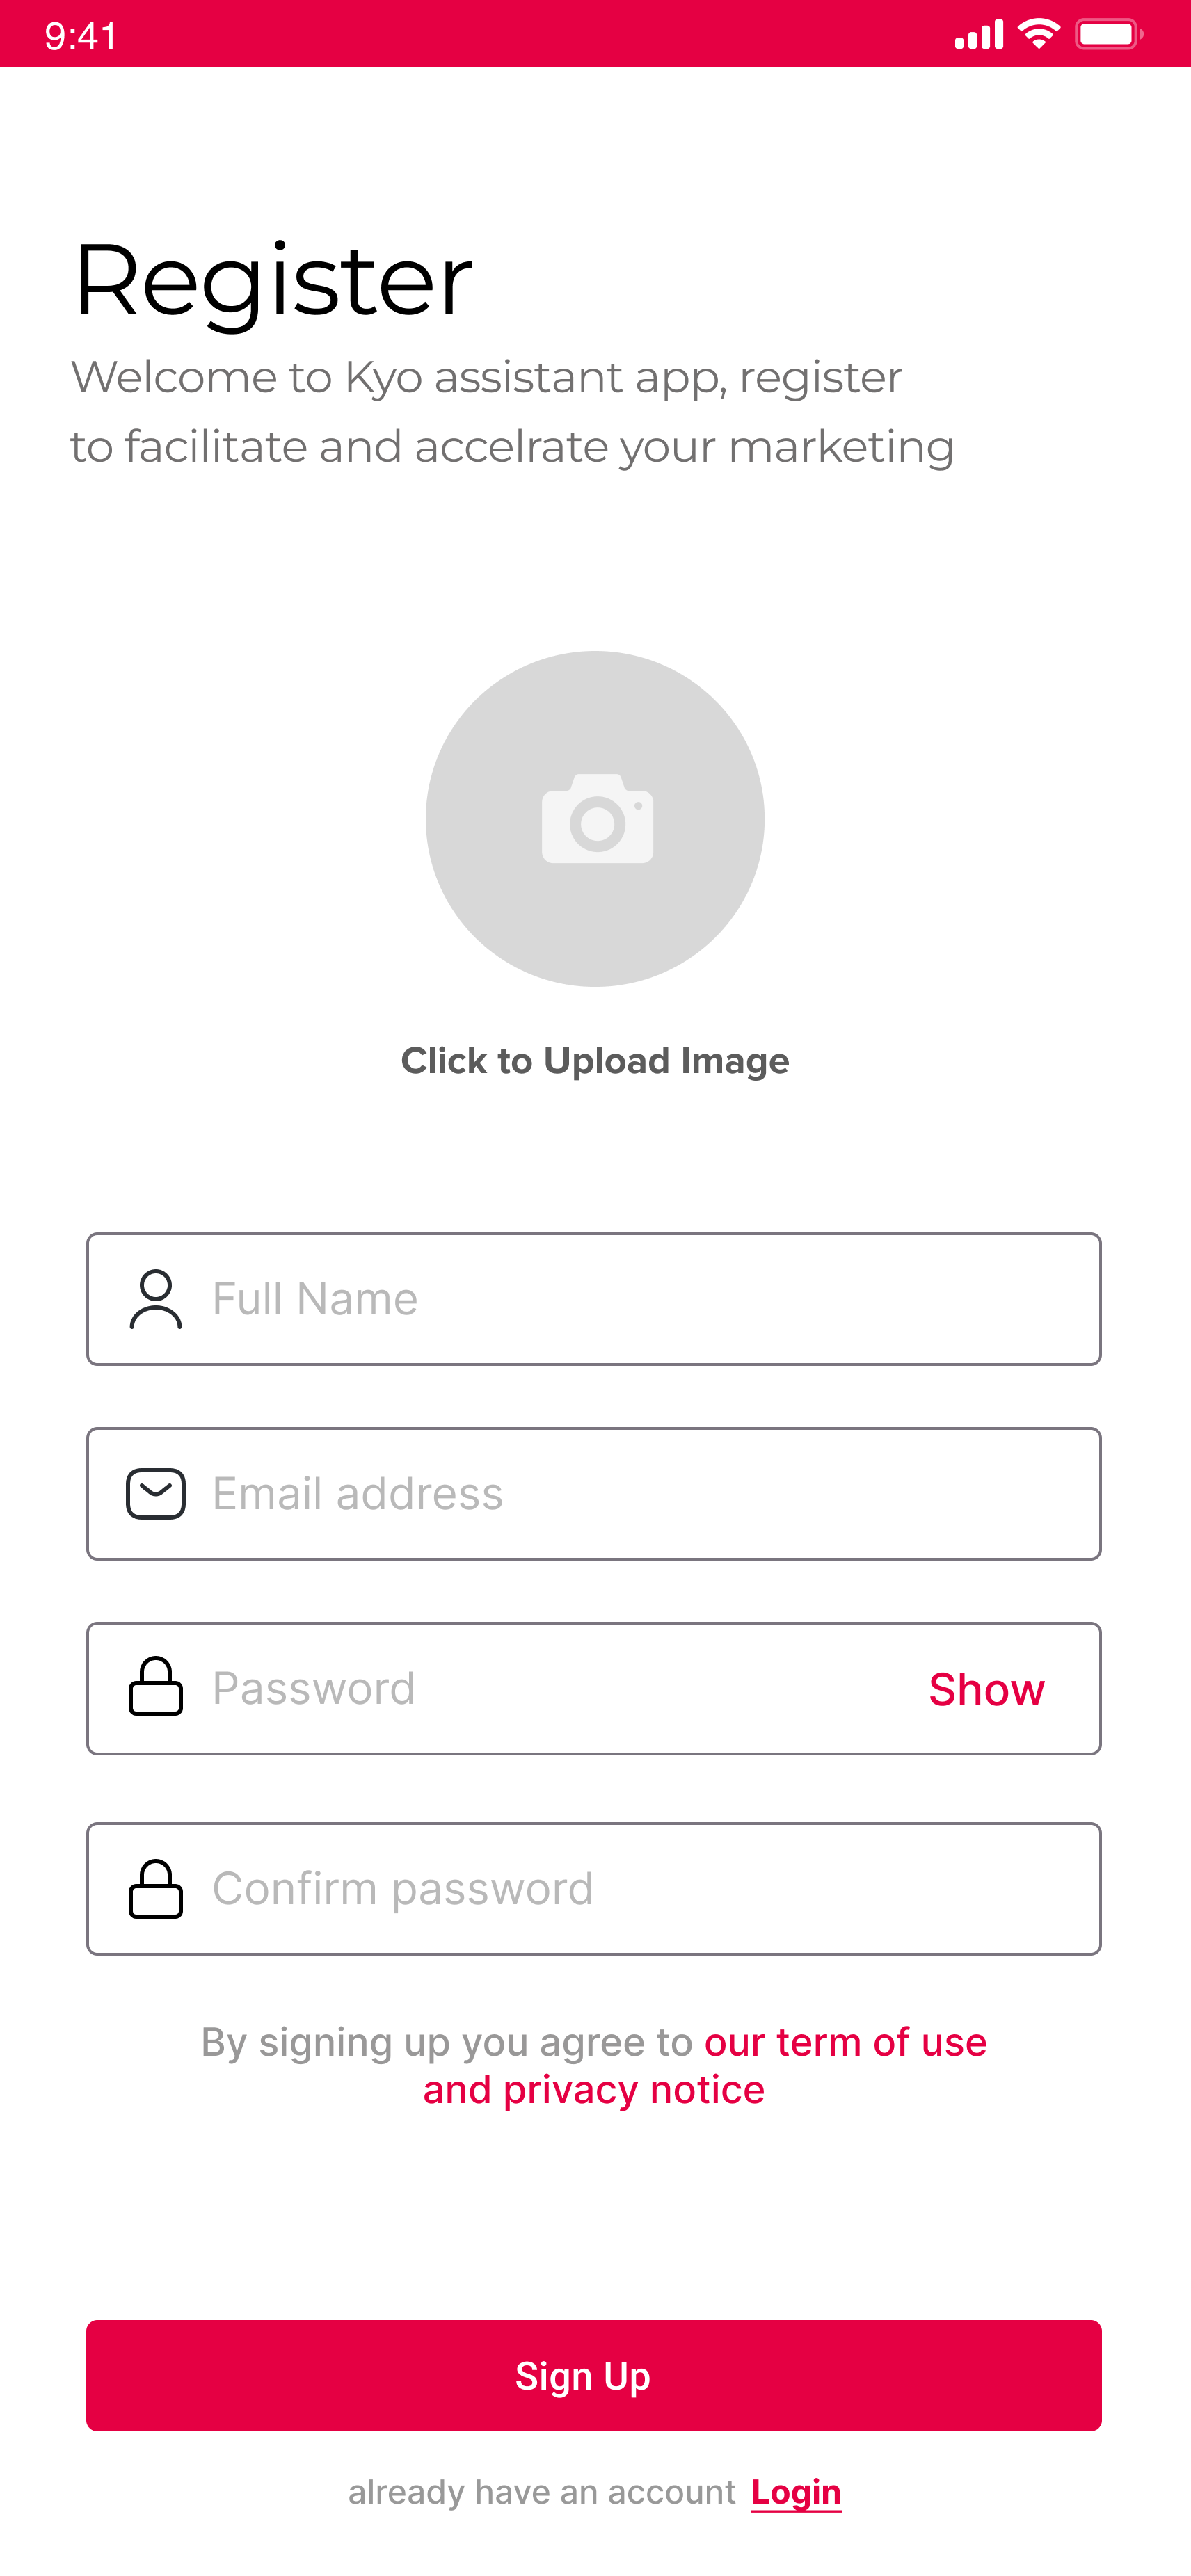 9:41
Register
Welcome to Kyo assistant app, register
to facilitate and accelrate your marketing
Click to Upload Image
Full Name
Email address
Password Show
Confirm password
By signing up you agree to our term of use
and privacy notice
Sign Up
already have an account Login